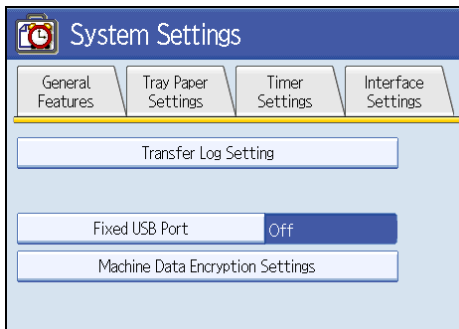 System Settings
General Features
Tray Paper Settings
Timer Settings
Interface Settings
Transfer Log Setting
Fixed USB Port Off
Machine Data Encryption Settings